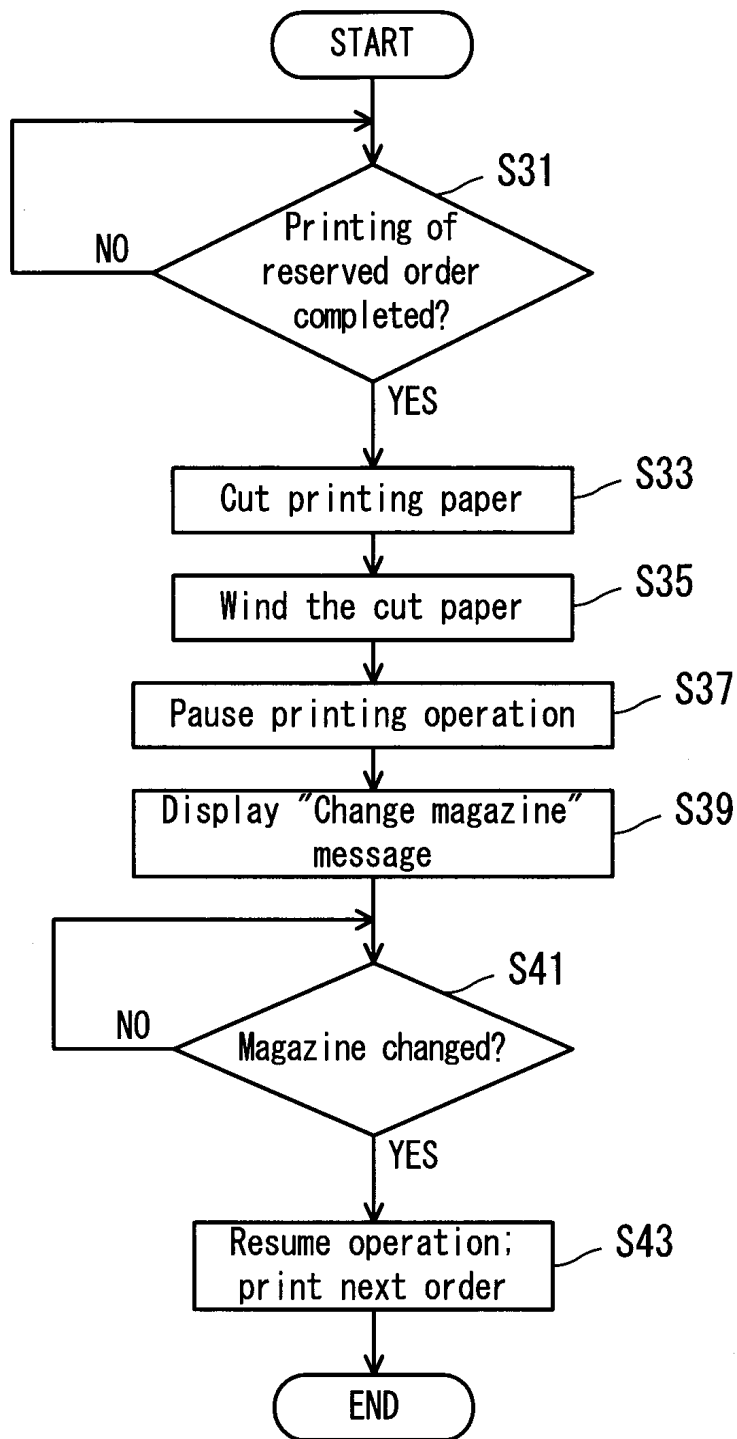 START
S31
Printing of
reserved order
completed?
NO
YES
Cut printing paper
S33
Wind the cut paper
S35
Pause printing operation
S37
Display "Change magazine"
message
S39
S41
Magazine changed?
NO
YES
Resume operation;
print next order
S43
END